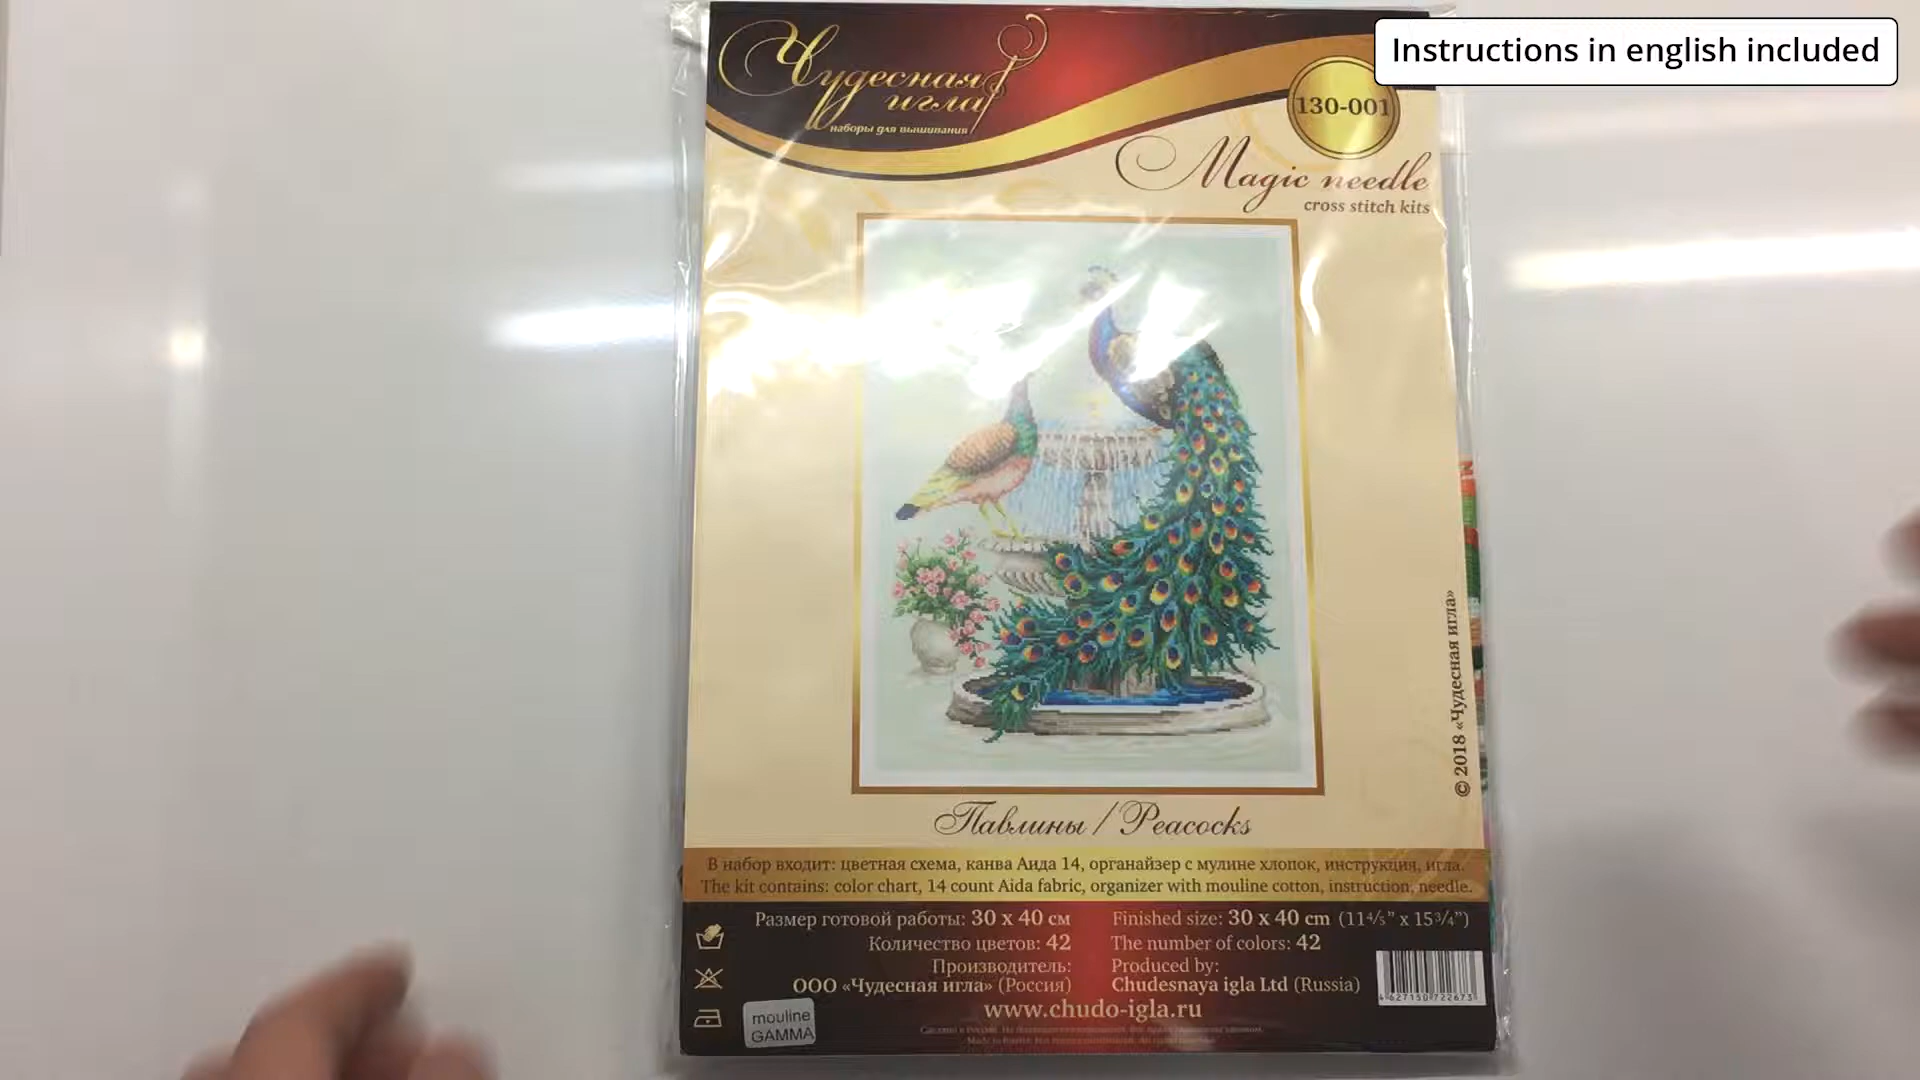 Instructions in english included
Чудесная
игла
наборы для вышивания
130-001
Magic needle
cross stitch kits
© 2018 «Чудесная игла»
Павлины / Peacocks
В набор входит: цветная схема, канва Аида 14, органайзер с мулине хлопок, инструкция, игла.
The kit contains: color chart, 14 count Aida fabric, organizer with mouline cotton, instruction, needle.
Размер готовой работы: 30 x 40 см
Finished size: 30 x 40 cm (11⁴/₅” x 15³/₄”)
Количество цветов: 42
The number of colors: 42
Производитель:
Produced by:
ООО «Чудесная игла» (Россия)
Chudesnaya igla Ltd (Russia)
www.chudo-igla.ru
mouline
GAMMA
4 627150 722673